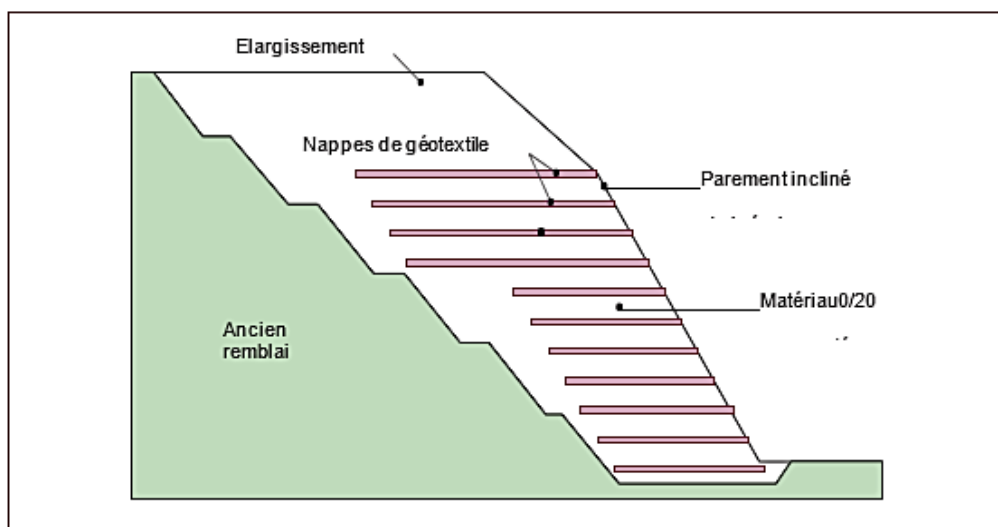 Elargissement
Nappes de géotextile
Parement incliné
Matériau0/20
Ancien
remblai